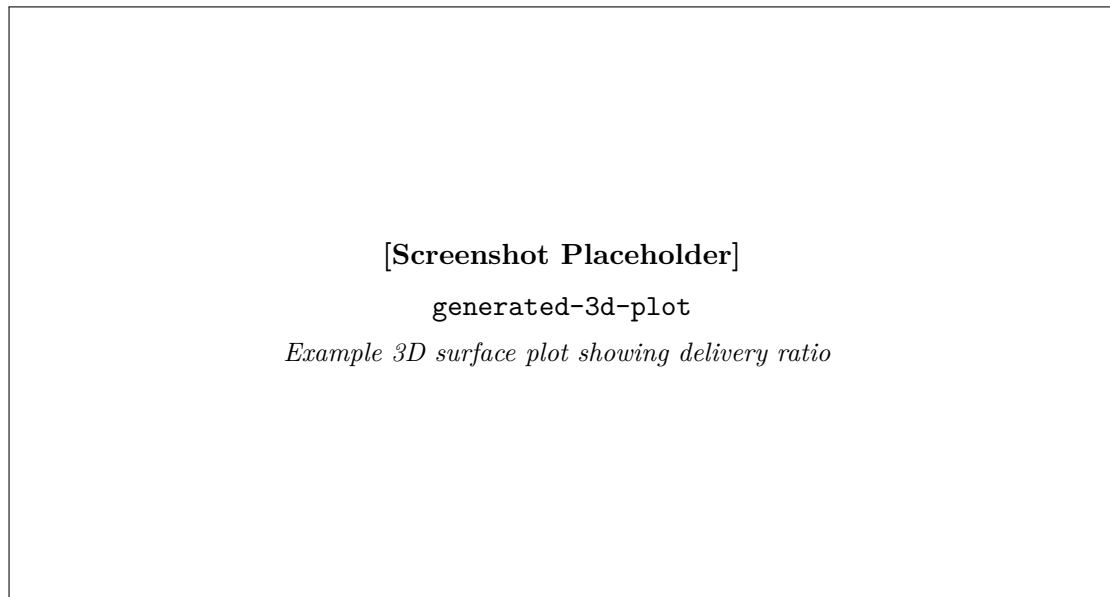 [Screenshot Placeholder]
generated-3d-plot
Example 3D surface plot showing delivery ratio